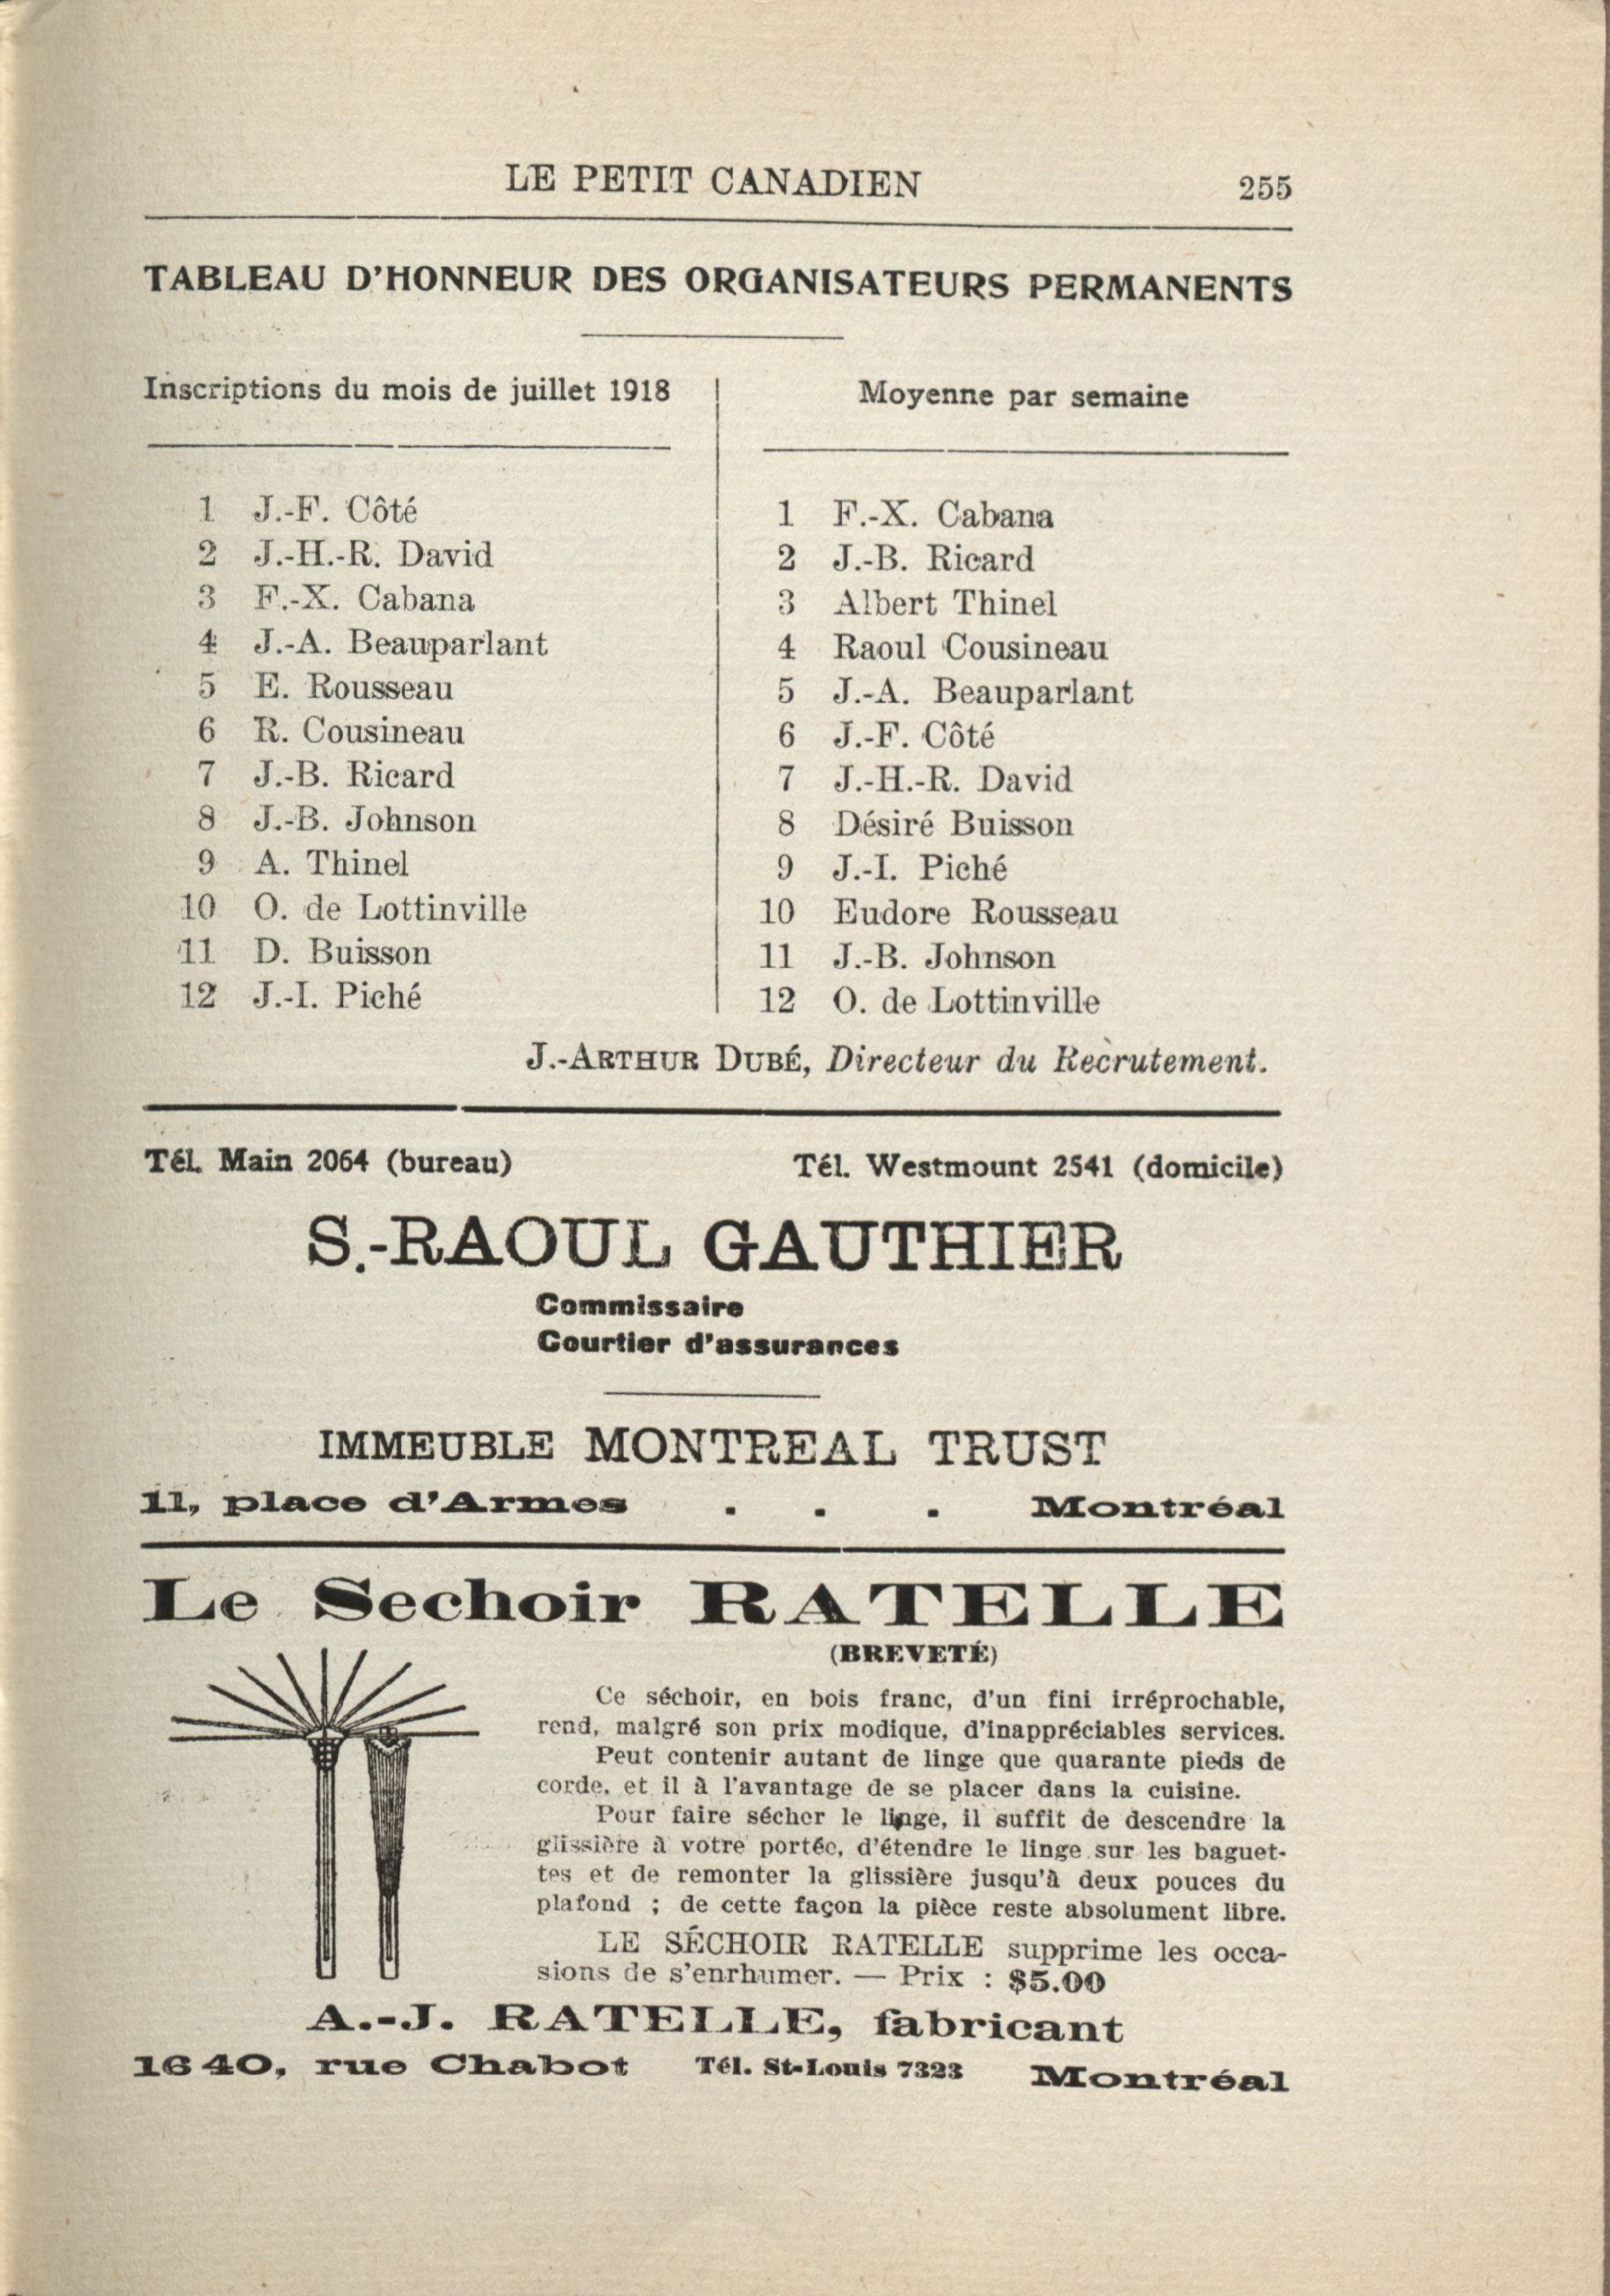 LE PETIT CANADIEN 255
TABLEAU D'HONNEUR DES ORGANISATEURS PERMANENTS
Inscriptions du mois de juillet 1918
1 J.-F. Côté
2 J.-H.-R. David
3 F.-X. Cabana
4 J.-A. Beauparlant
5 E. Rousseau
6 R. Cousineau
7 J.-B. Ricard
8 J.-B. Johnson
9 A. Thinel
10 O. de Lottinville
11 D. Buisson
12 J.-I. Piché
Moyenne par semaine
1 F.-X. Cabana
2 J.-B. Ricard
3 Albert Thinel
4 Raoul Cousineau
5 J.-A. Beauparlant
6 J.-F. Côté
7 J.-H.-R. David
8 Désiré Buisson
9 J.-I. Piché
10 Eudore Rousseau
11 J.-B. Johnson
12 O. de Lottinville
J.-ARTHUR DUBÉ, Directeur du Recrutement.
Tél. Main 2064 (bureau) Tél. Westmount 2541 (domicile)
S.-RAOUL GAUTHIER
Commissaire
Courtier d'assurances
IMMEUBLE MONTREAL TRUST
11, place d'Armes . . . Montréal
Le Sechoir RATELLE
(BREVETÉ)
Ce séchoir, en bois franc, d'un fini irréprochable,
rend, malgré son prix modique, d'inappréciables services.
Peut contenir autant de linge que quarante pieds de
corde, et il à l'avantage de se placer dans la cuisine.
Pour faire sécher le linge, il suffit de descendre la
glissière à votre portée, d'étendre le linge sur les baguet-
tes et de remonter la glissière jusqu'à deux pouces du
plafond ; de cette façon la pièce reste absolument libre.
LE SÉCHOIR RATELLE supprime les occa-
sions de s'enrhumer. — Prix : $5.00
A.-J. RATELLE, fabricant
1640, rue Chabot Tél. St-Louis 7323 Montréal